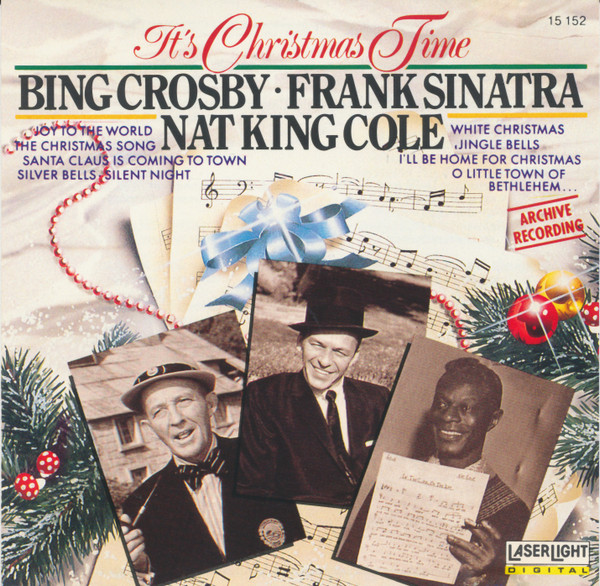 15 152
It's Christmas Time
BING CROSBY · FRANK SINATRA
NAT KING COLE
JOY TO THE WORLD
THE CHRISTMAS SONG
SANTA CLAUS IS COMING TO TOWN
SILVER BELLS · SILENT NIGHT
WHITE CHRISTMAS
JINGLE BELLS
I'LL BE HOME FOR CHRISTMAS
O LITTLE TOWN OF
BETHLEHEM...
ARCHIVE
RECORDING
LASERLIGHT
DIGITAL